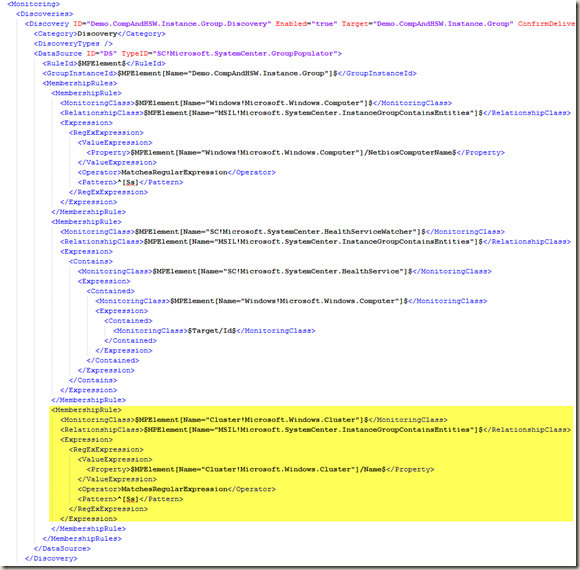 <Monitoring>
<Discoveries>
<Discovery ID="Demo.CompAndHSW.Instance.Group.Discovery" Enabled="true" Target="Demo.CompAndHSW.Instance.Group" ConfirmDelive
<Category>Discovery</Category>
<DiscoveryTypes />
<DataSource ID="DS" TypeID="SC!Microsoft.SystemCenter.GroupPopulator">
<RuleId>$MPElement$</RuleId>
<GroupInstanceId>$MPElement[Name="Demo.CompAndHSW.Instance.Group"]$</GroupInstanceId>
<MembershipRules>
<MembershipRule>
<MonitoringClass>$MPElement[Name="Windows!Microsoft.Windows.Computer"]$</MonitoringClass>
<RelationshipClass>$MPElement[Name="MSIL!Microsoft.SystemCenter.InstanceGroupContainsEntities"]$</RelationshipClass>
<Expression>
<RegExExpression>
<ValueExpression>
<Property>$MPElement[Name="Windows!Microsoft.Windows.Computer"]/NetbiosComputerName$</Property>
</ValueExpression>
<Operator>MatchesRegularExpression</Operator>
<Pattern>^[Ss]</Pattern>
</RegExExpression>
</Expression>
</MembershipRule>
<MembershipRule>
<MonitoringClass>$MPElement[Name="SC!Microsoft.SystemCenter.HealthServiceWatcher"]$</MonitoringClass>
<RelationshipClass>$MPElement[Name="MSIL!Microsoft.SystemCenter.InstanceGroupContainsEntities"]$</RelationshipClass>
<Expression>
<Contains>
<MonitoringClass>$MPElement[Name="SC!Microsoft.SystemCenter.HealthService"]$</MonitoringClass>
<Expression>
<Contained>
<MonitoringClass>$MPElement[Name="Windows!Microsoft.Windows.Computer"]$</MonitoringClass>
<Expression>
<Contained>
<MonitoringClass>$Target/Id$</MonitoringClass>
</Contained>
</Expression>
</Contained>
</Expression>
</Contains>
</Expression>
</MembershipRule>
<MembershipRule>
<MonitoringClass>$MPElement[Name="Cluster!Microsoft.Windows.Cluster"]$</MonitoringClass>
<RelationshipClass>$MPElement[Name="MSIL!Microsoft.SystemCenter.InstanceGroupContainsEntities"]$</RelationshipClass>
<Expression>
<RegExExpression>
<ValueExpression>
<Property>$MPElement[Name="Cluster!Microsoft.Windows.Cluster"]/Name$</Property>
</ValueExpression>
<Operator>MatchesRegularExpression</Operator>
<Pattern>^[Ss]</Pattern>
</RegExExpression>
</Expression>
</MembershipRule>
</MembershipRules>
</DataSource>
</Discovery>